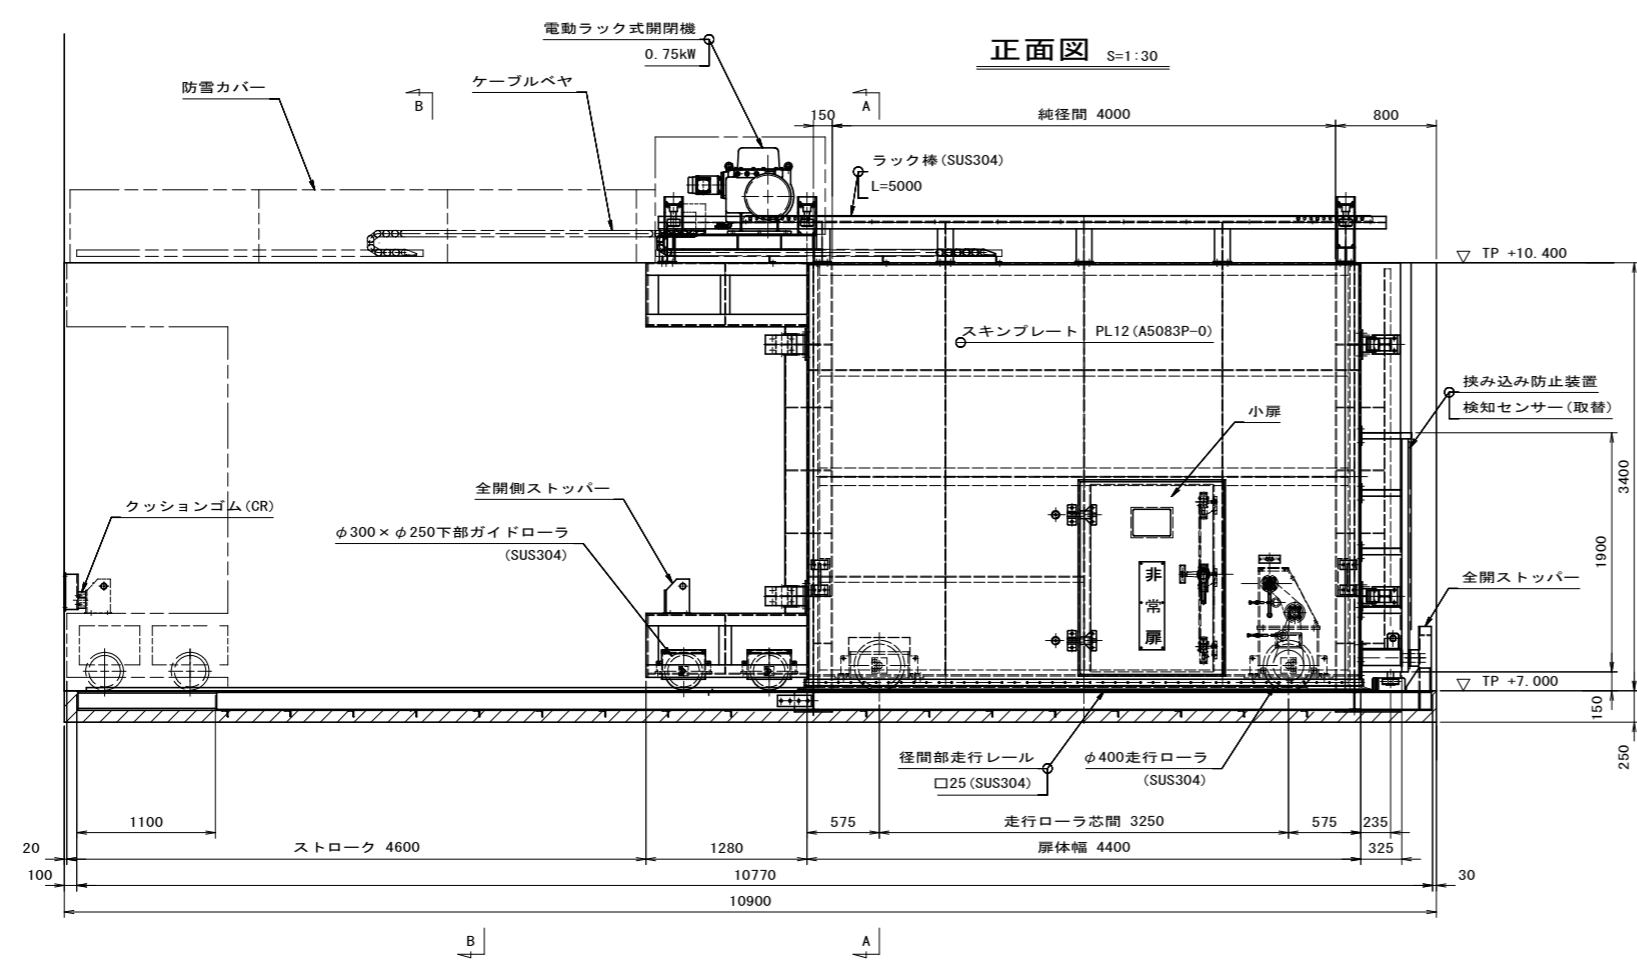 電動ラック式開閉機
0.75kW
正面図 S=1:30
防雪カバー
ケーブルベヤ
B
A
150
純径間 4000
800
ラック棒(SUS304)
L=5000
TP +10.400
スキンプレート PL12(A5083P-O)
挟み込み防止装置
検知センサー(取替)
小扉
3400
クッションゴム(CR)
全開側ストッパー
φ300×φ250下部ガイドローラ
(SUS304)
1900
非
常
扉
全開ストッパー
TP +7.000
150
250
径間部走行レール
□25(SUS304)
φ400走行ローラ
(SUS304)
1100
575
走行ローラ芯間 3250
575
235
20
ストローク 4600
1280
扉体幅 4400
325
100
10770
30
10900
B
A